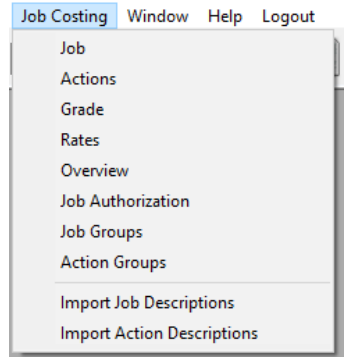 Job Costing Window Help Logout
Job
Actions
Grade
Rates
Overview
Job Authorization
Job Groups
Action Groups
Import Job Descriptions
Import Action Descriptions